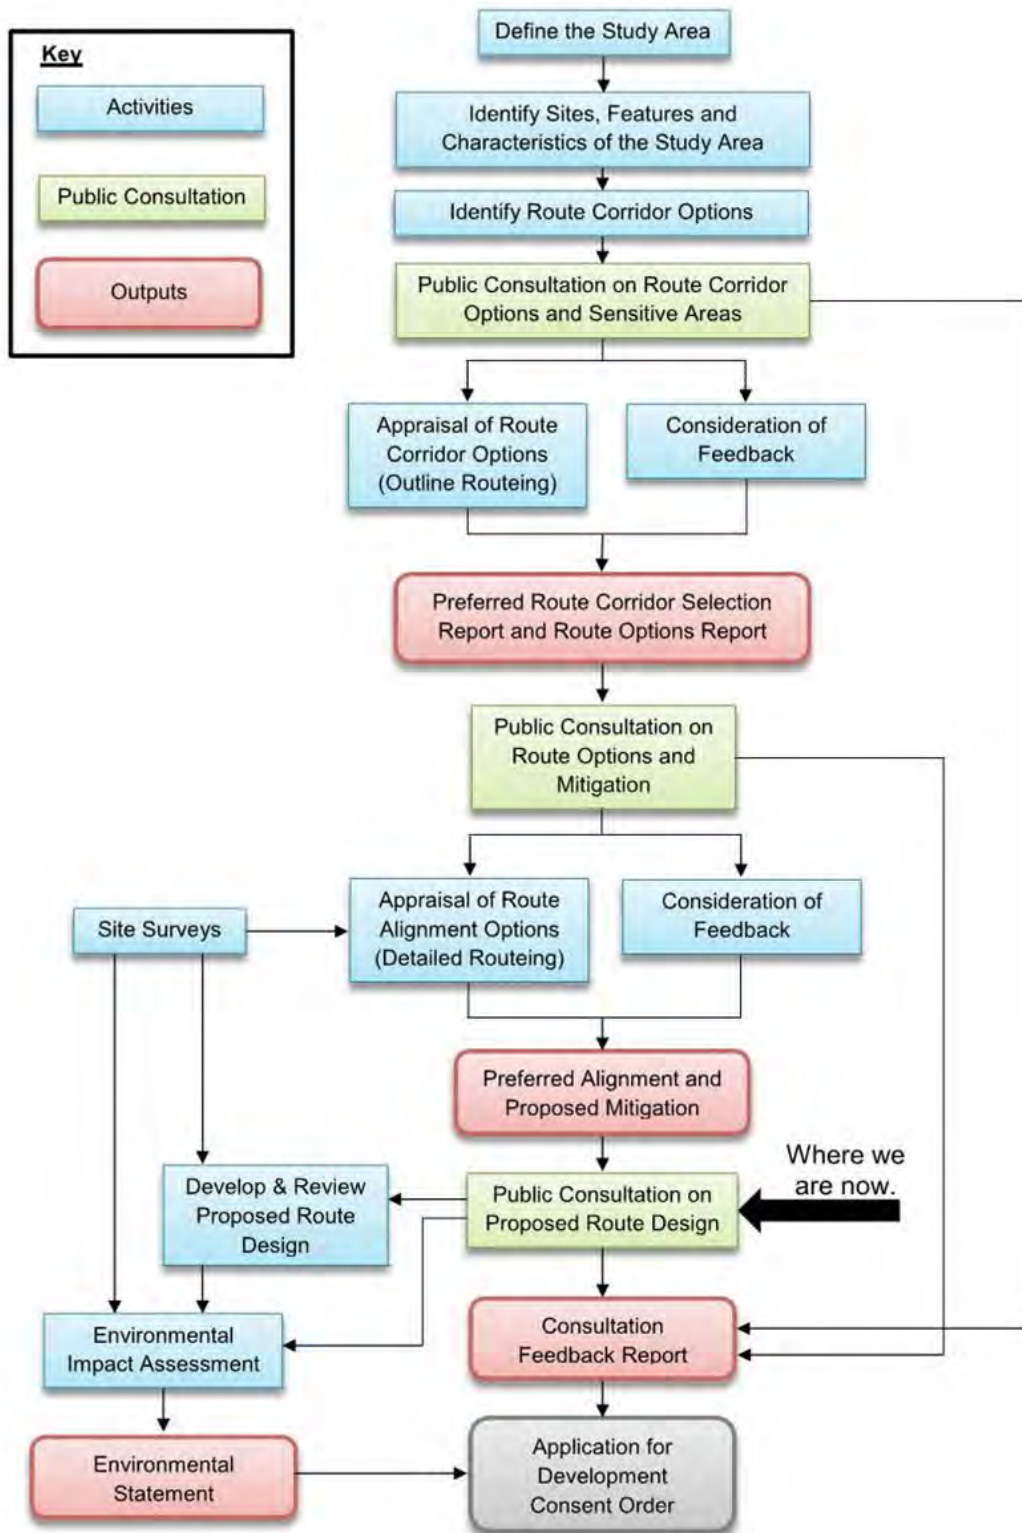 Key
Activities
Public Consultation
Outputs
Define the Study Area
Identify Sites, Features and
Characteristics of the Study Area
Identify Route Corridor Options
Public Consultation on Route Corridor
Options and Sensitive Areas
Appraisal of Route
Corridor Options
(Outline Routeing)
Consideration of
Feedback
Preferred Route Corridor Selection
Report and Route Options Report
Public Consultation on
Route Options and
Mitigation
Site Surveys
Appraisal of Route
Alignment Options
(Detailed Routeing)
Consideration of
Feedback
Preferred Alignment and
Proposed Mitigation
Where we
are now.
Develop & Review
Proposed Route
Design
Public Consultation on
Proposed Route Design
Environmental
Impact Assessment
Consultation
Feedback Report
Environmental
Statement
Application for
Development
Consent Order